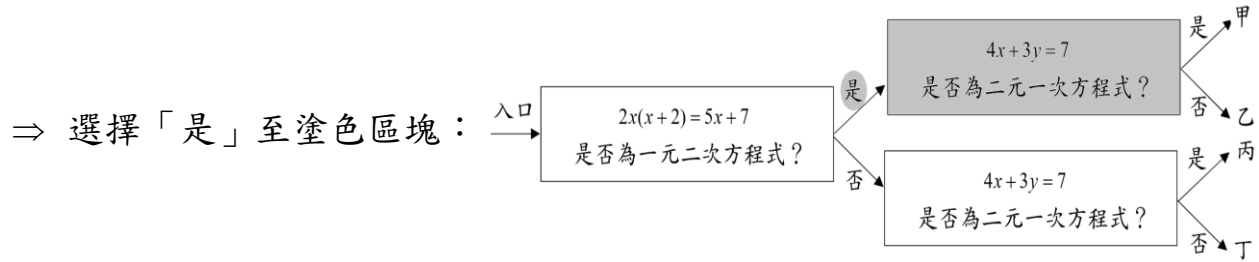 ⇒ 選擇「是」至塗色區塊：
入口
2x(x+2)=5x+7
是否為一元二次方程式？
是
否
4x+3y=7
是否為二元一次方程式？
是
甲
否
乙
4x+3y=7
是否為二元一次方程式？
是
丙
否
丁